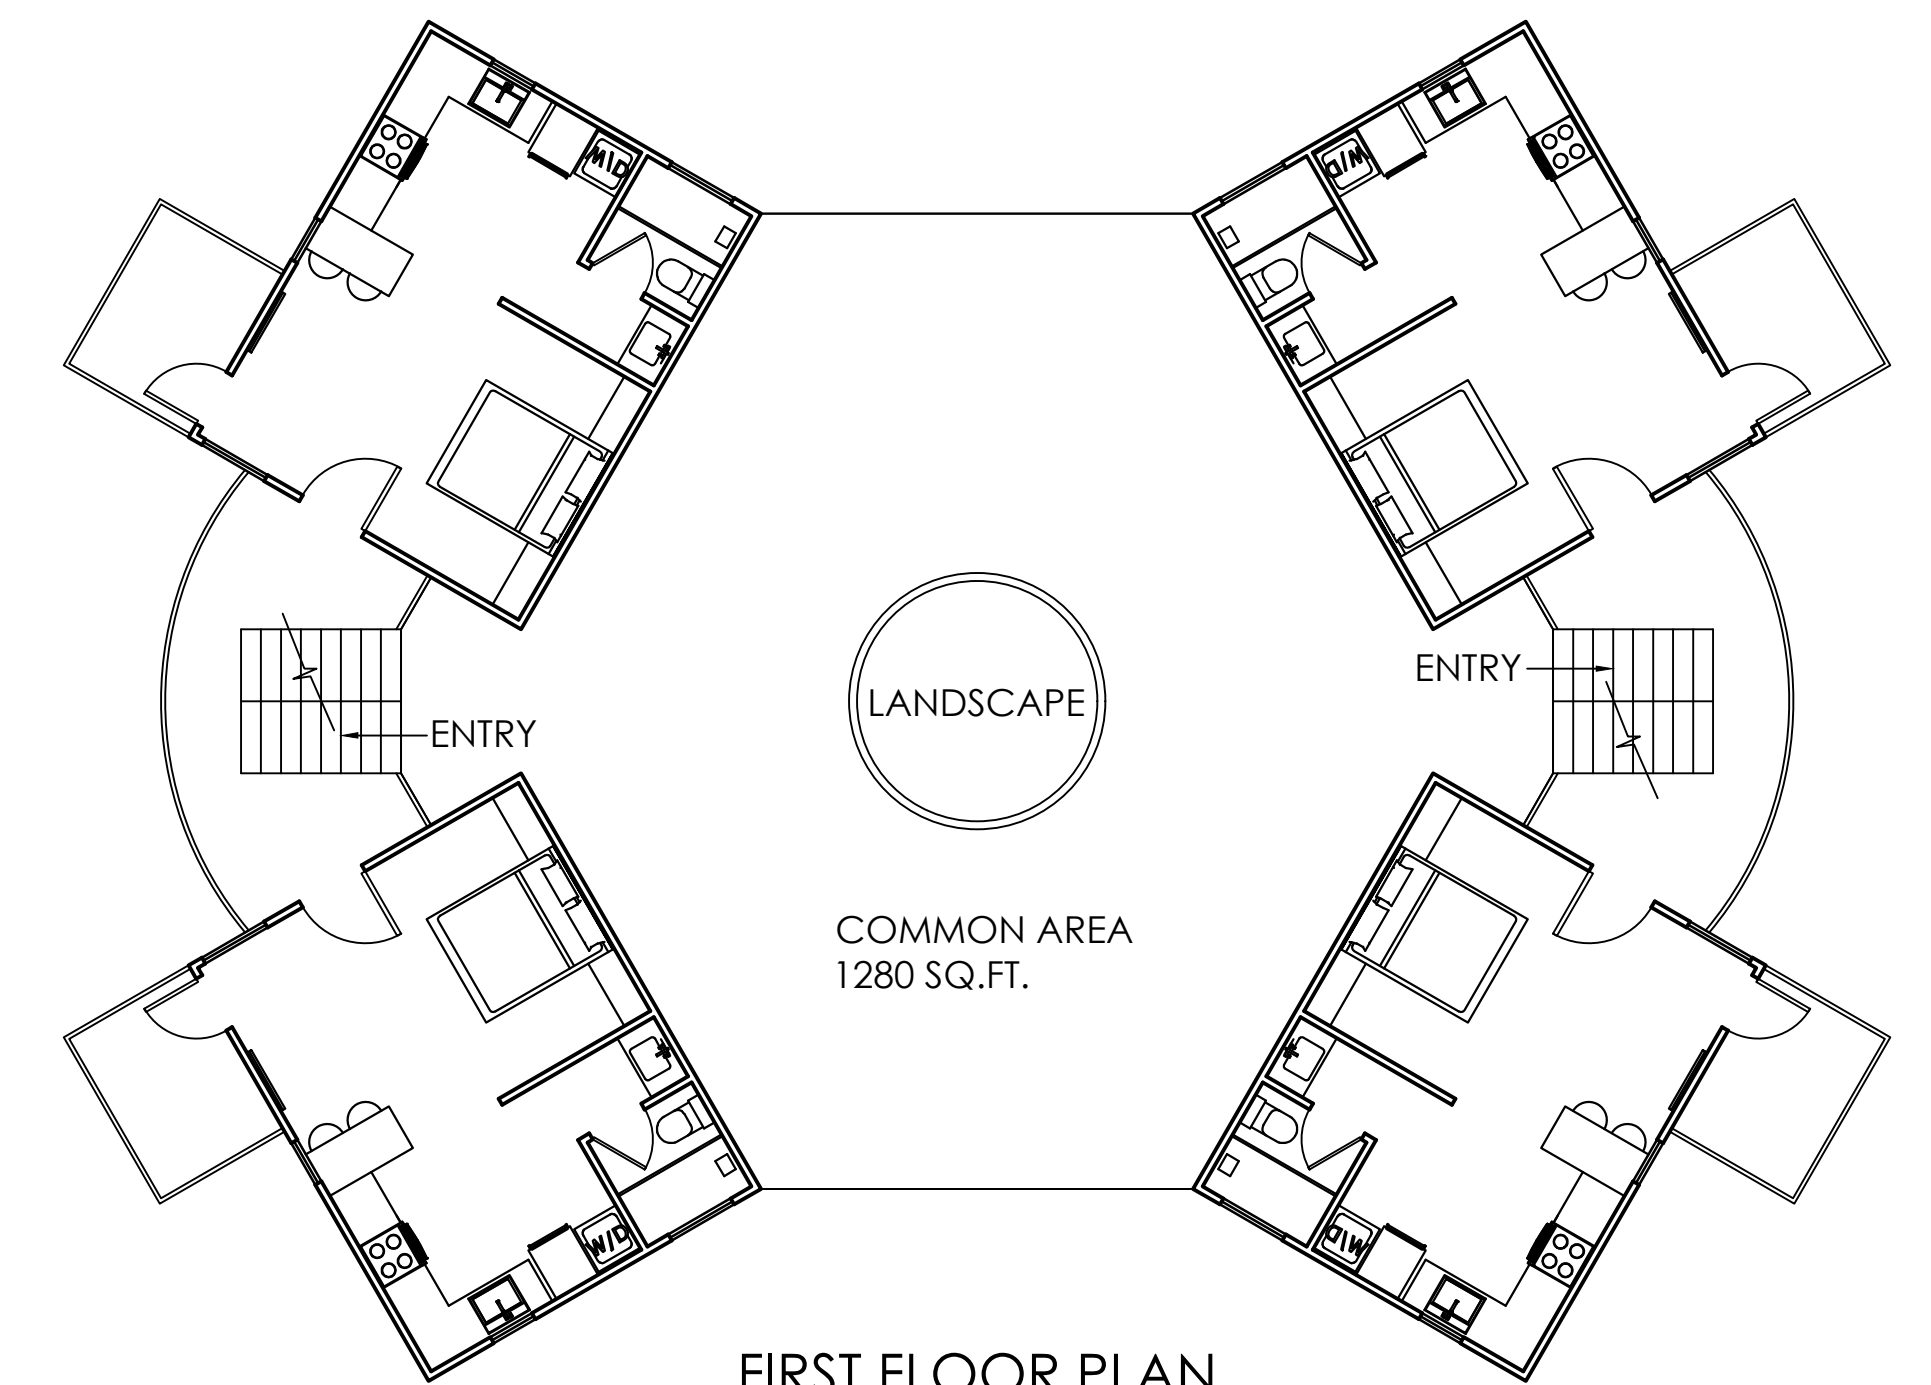 W/D
W/D
ENTRY
LANDSCAPE
ENTRY
COMMON AREA
1280 SQ.FT.
W/D
W/D
FIRST FLOOR PLAN